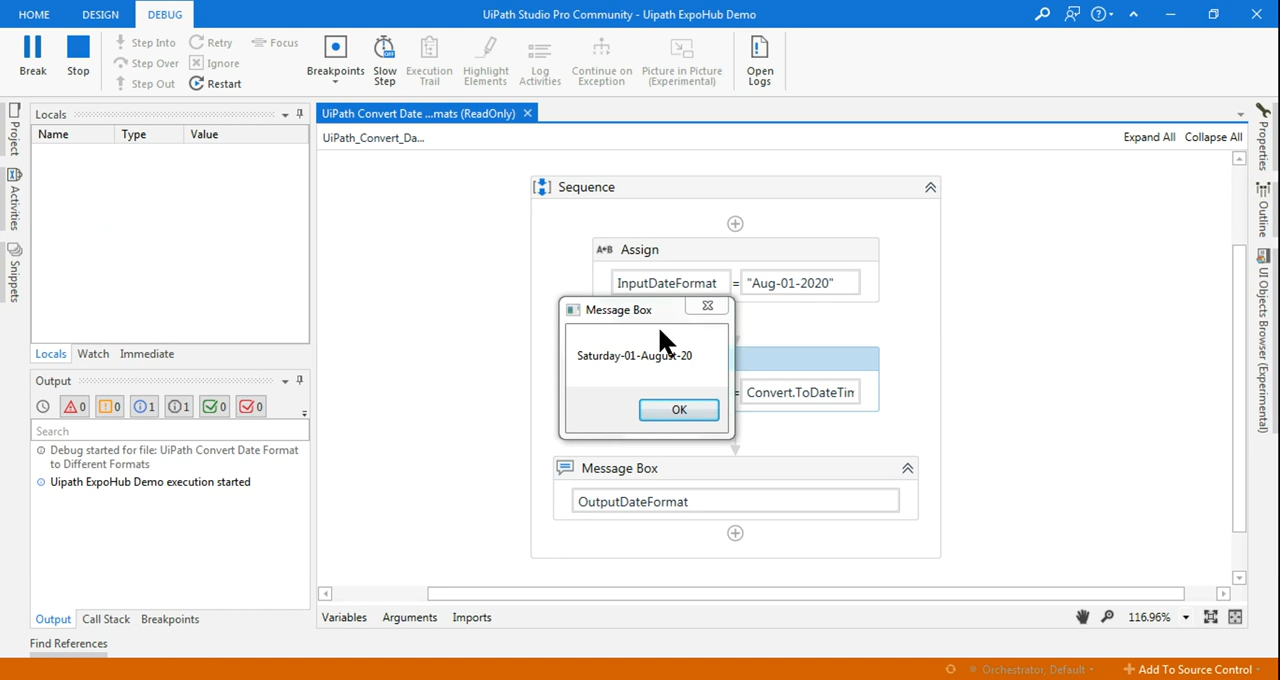 HOME DESIGN DEBUG UiPath Studio Pro Community - Uipath ExpoHub Demo
Break
Stop
Step Into
Step Over
Step Out
Retry
Ignore
Restart
Focus
Breakpoints
Slow
Step
Execution
Trail
Highlight
Elements
Log
Activities
Continue on
Exception
Picture in Picture
(Experimental)
Open
Logs
Project
Activities
Snippets
Locals
Name Type Value
Locals Watch Immediate
Output
0 0 1 1 0 0
Search
Debug started for file: UiPath Convert Date Format
to Different Formats
Uipath ExpoHub Demo execution started
Output Call Stack Breakpoints
Find References
UiPath Convert Date ...mats (ReadOnly)
UiPath_Convert_Da...
Expand All Collapse All
Sequence
A*B Assign
InputDateFormat = "Aug-01-2020"
Message Box
Saturday-01-August-20
OK
= Convert.ToDateTim
Message Box
OutputDateFormat
Variables Arguments Imports
116.96%
Properties
Outline
UI Objects Browser (Experimental)
Orchestrator, Default
Add To Source Control